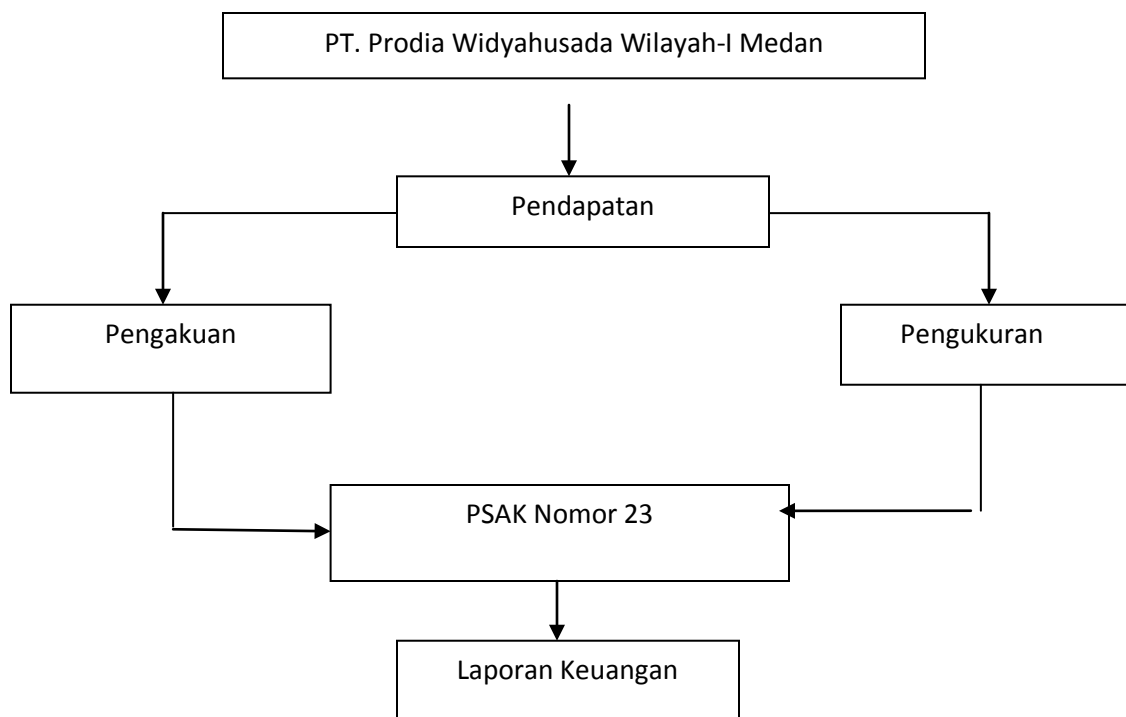 PT. Prodia Widyahusada Wilayah-I Medan
Pendapatan
Pengakuan
Pengukuran
PSAK Nomor 23
Laporan Keuangan